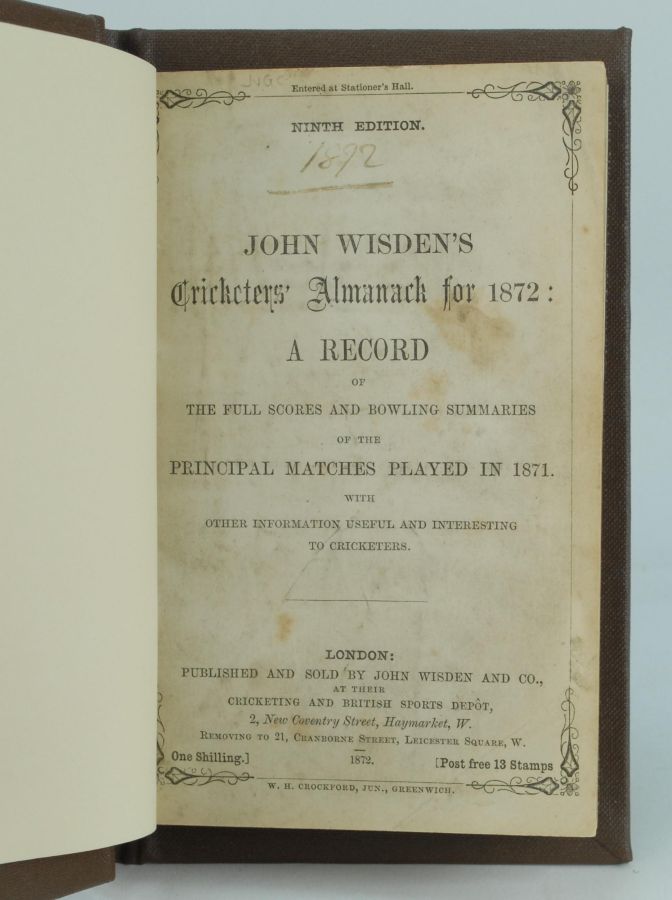 Entered at Stationer's Hall.
NINTH EDITION.
1892
JOHN WISDEN'S
Cricketers' Almanack for 1872:
A RECORD
OF
THE FULL SCORES AND BOWLING SUMMARIES
OF THE
PRINCIPAL MATCHES PLAYED IN 1871.
WITH
OTHER INFORMATION USEFUL AND INTERESTING
TO CRICKETERS.
LONDON:
PUBLISHED AND SOLD BY JOHN WISDEN AND CO.,
AT THEIR
CRICKETING AND BRITISH SPORTS DEPÔT,
2, New Coventry Street, Haymarket, W.
REMOVING TO 21, CRANBORNE STREET, LEICESTER SQUARE, W.
One Shilling.] 1872. [Post free 13 Stamps
W. H. CROCKFORD, JUN., GREENWICH.